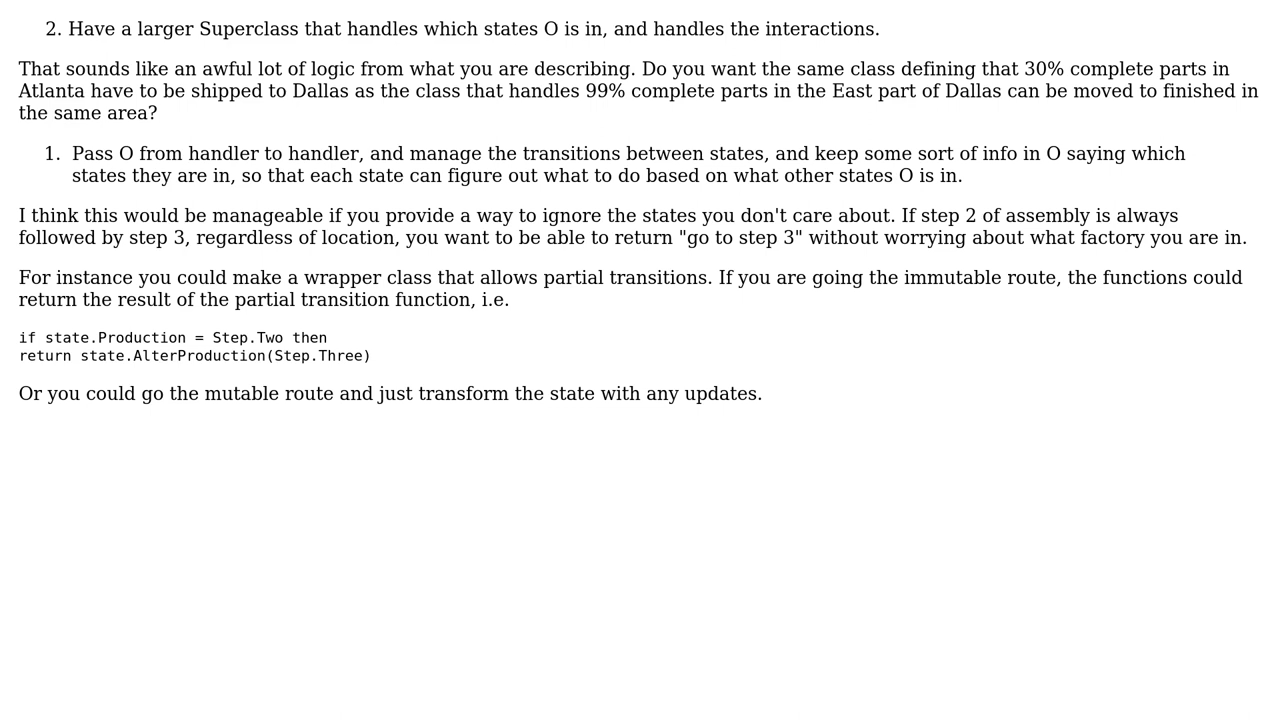 2. Have a larger Superclass that handles which states O is in, and handles the interactions.
That sounds like an awful lot of logic from what you are describing. Do you want the same class defining that 30% complete parts in
Atlanta have to be shipped to Dallas as the class that handles 99% complete parts in the East part of Dallas can be moved to finished in
the same area?
1. Pass O from handler to handler, and manage the transitions between states, and keep some sort of info in O saying which
states they are in, so that each state can figure out what to do based on what other states O is in.
I think this would be manageable if you provide a way to ignore the states you don't care about. If step 2 of assembly is always
followed by step 3, regardless of location, you want to be able to return "go to step 3" without worrying about what factory you are in.
For instance you could make a wrapper class that allows partial transitions. If you are going the immutable route, the functions could
return the result of the partial transition function, i.e.
if state.Production = Step.Two then
return state.AlterProduction(Step.Three)
Or you could go the mutable route and just transform the state with any updates.